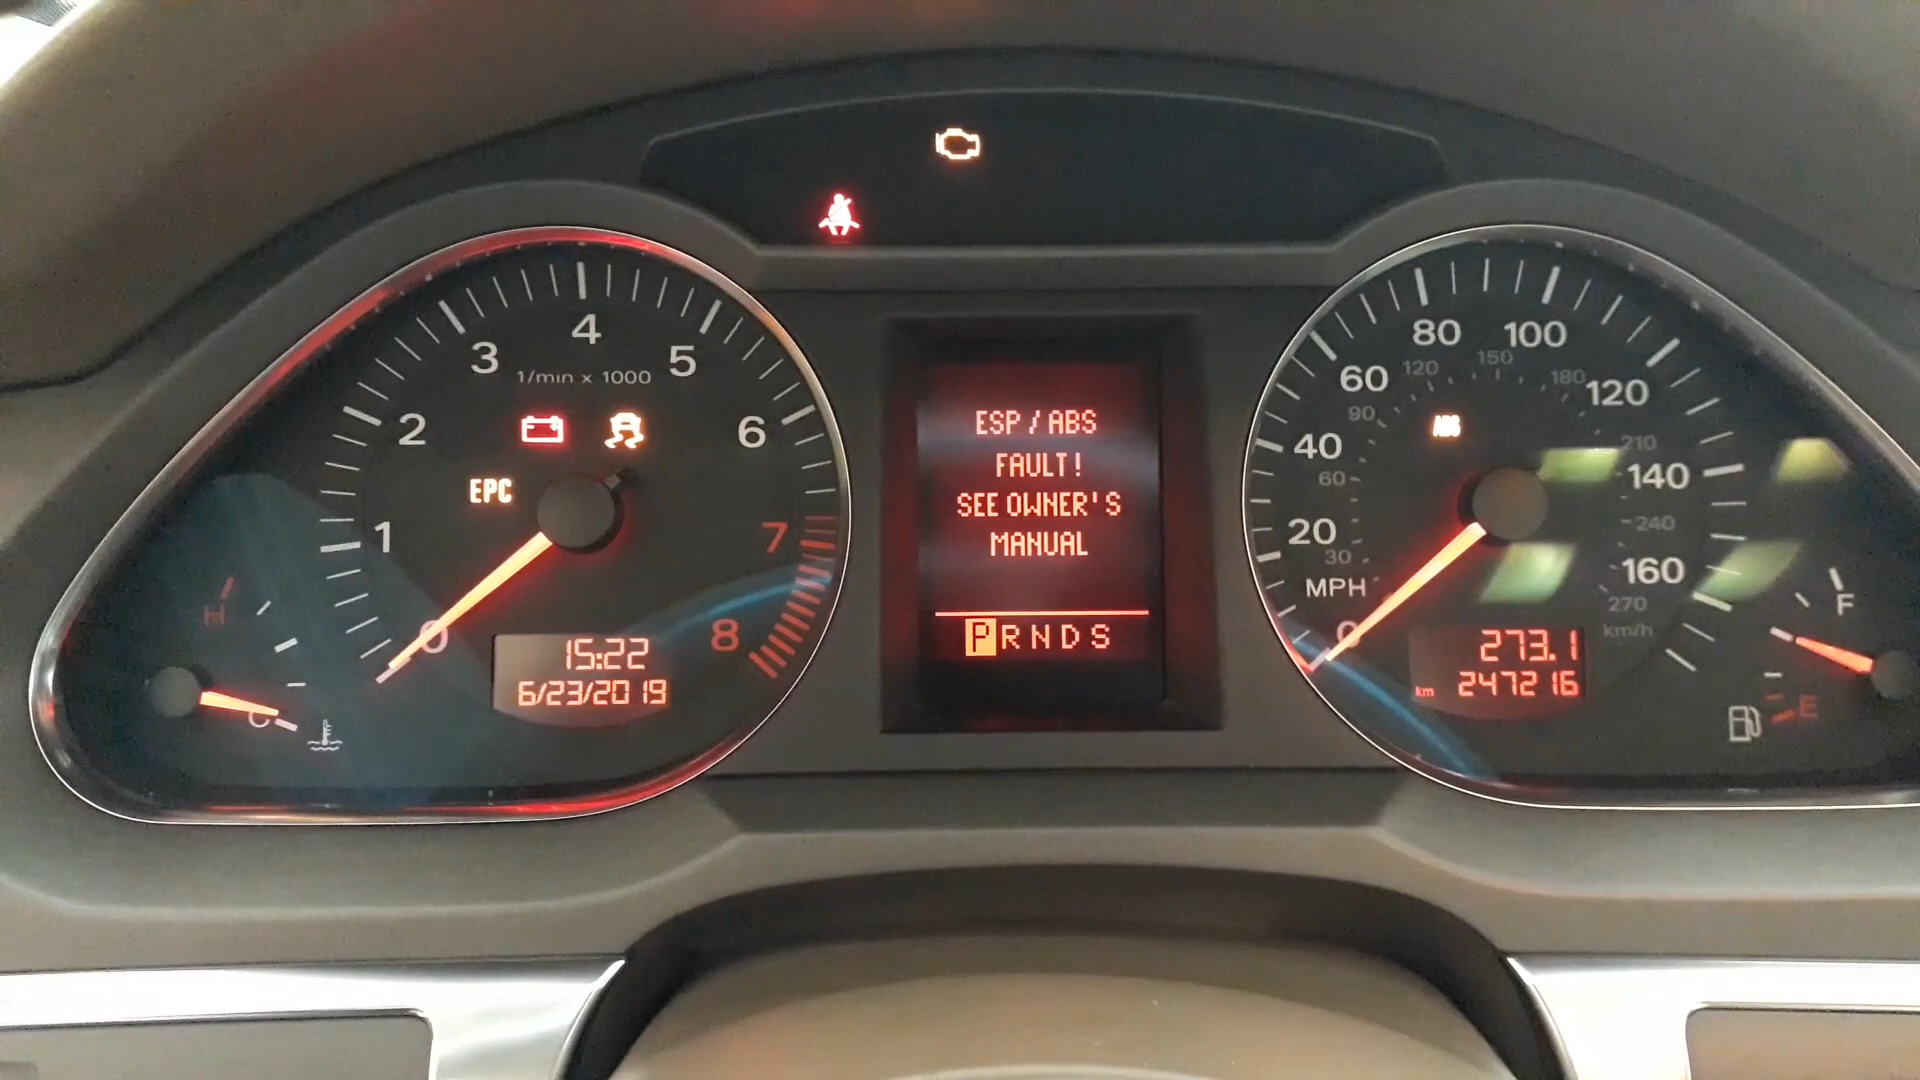 1
2
3
4
5
6
7
8
0
1/min x 1000
EPC
H
C
15:22
6/23/2019
ESP / ABS
FAULT!
SEE OWNER'S
MANUAL
P R N D S
0
20
40
60
80
100
120
140
160
MPH
30
60
90
120
150
180
210
240
270
km/h
ABS
273.1
km 247216
F
E